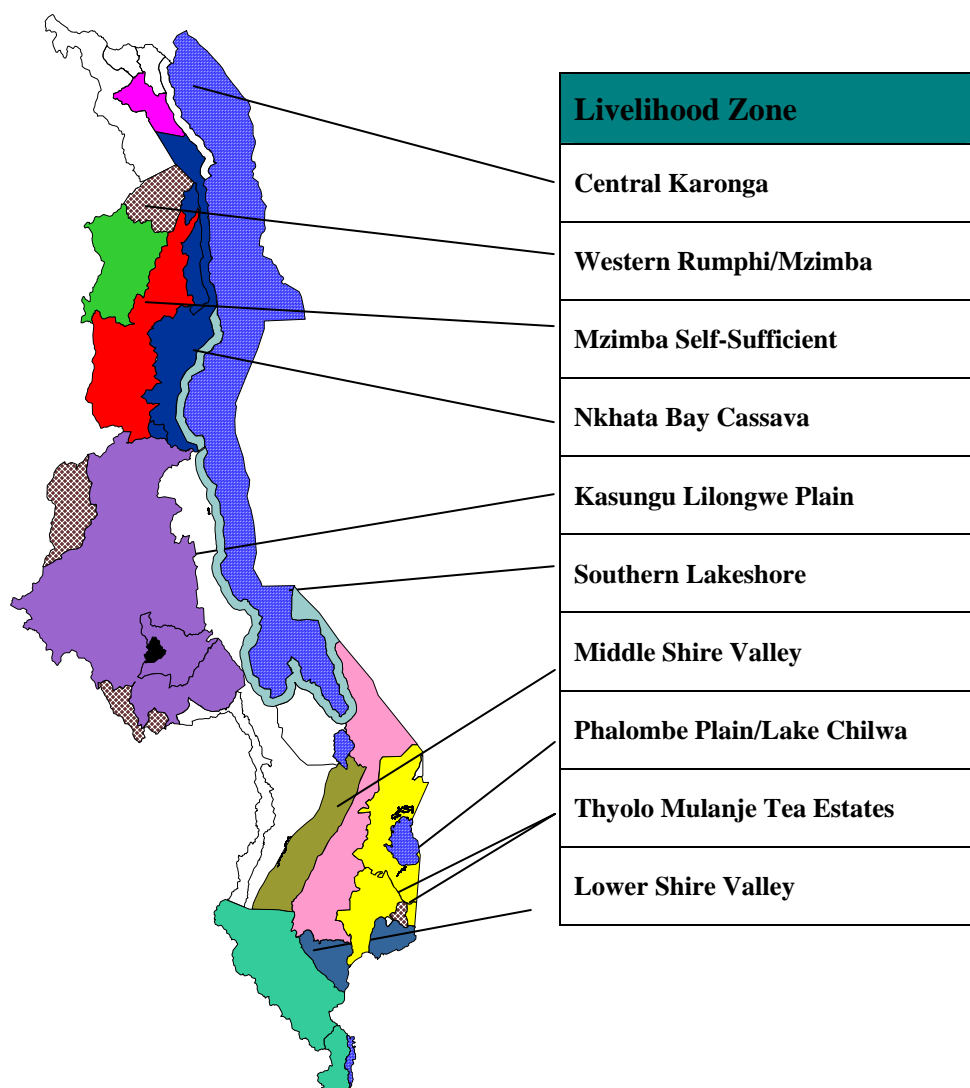 Livelihood Zone
Central Karonga
Western Rumphi/Mzimba
Mzimba Self-Sufficient
Nkhata Bay Cassava
Kasungu Lilongwe Plain
Southern Lakeshore
Middle Shire Valley
Phalombe Plain/Lake Chilwa
Thyolo Mulanje Tea Estates
Lower Shire Valley